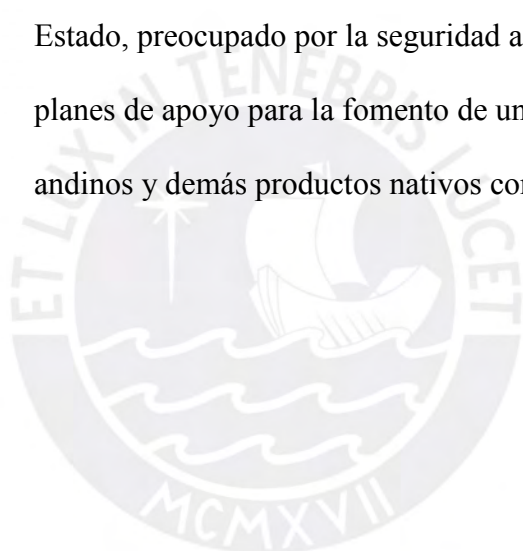 Estado, preocupado por la seguridad a
planes de apoyo para la fomento de un
andinos y demás productos nativos con
ET LUX IN TENEBRIS LUCET
MCMXVII